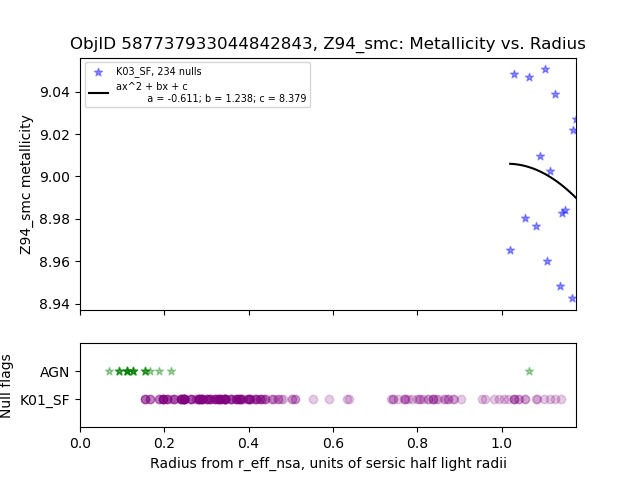 ObjID 587737933044842843, Z94_smc: Metallicity vs. Radius
K03_SF, 234 nulls
ax^2 + bx + c
a = -0.611; b = 1.238; c = 8.379
Z94_smc metallicity
9.04
9.02
9.00
8.98
8.96
8.94
Null flags
AGN
K01_SF
0.0 0.2 0.4 0.6 0.8 1.0
Radius from r_eff_nsa, units of sersic half light radii